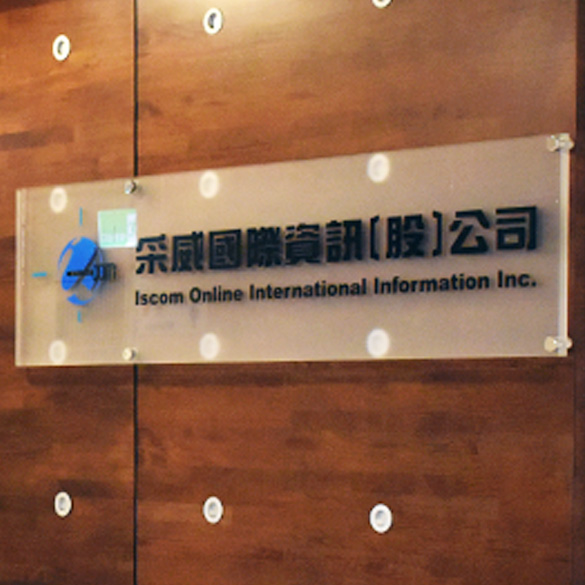 采威國際資訊(股)公司
Iscom Online International Information Inc.